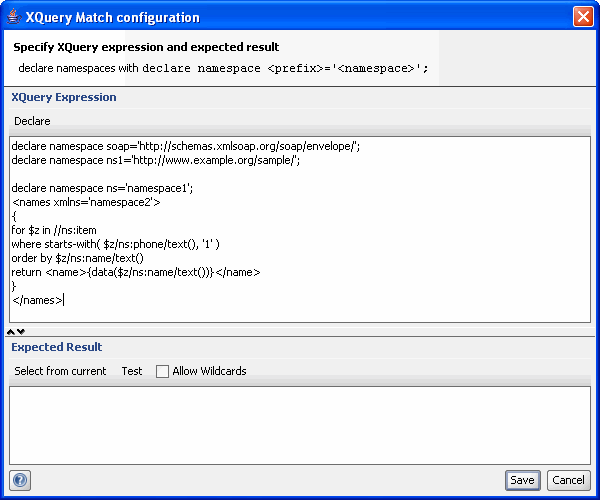 XQuery Match configuration
Specify XQuery expression and expected result
declare namespaces with declare namespace <prefix>='<namespace>';
XQuery Expression
Declare
declare namespace soap='http://schemas.xmlsoap.org/soap/envelope/';
declare namespace ns1='http://www.example.org/sample/';
declare namespace ns='namespace1';
<names xmlns='namespace2'>
{
for $z in //ns:item
where starts-with( $z/ns:phone/text(), '1' )
order by $z/ns:name/text()
return <name>{data($z/ns:name/text())}</name>
}
</names>
Expected Result
Select from current Test Allow Wildcards
? Save Cancel